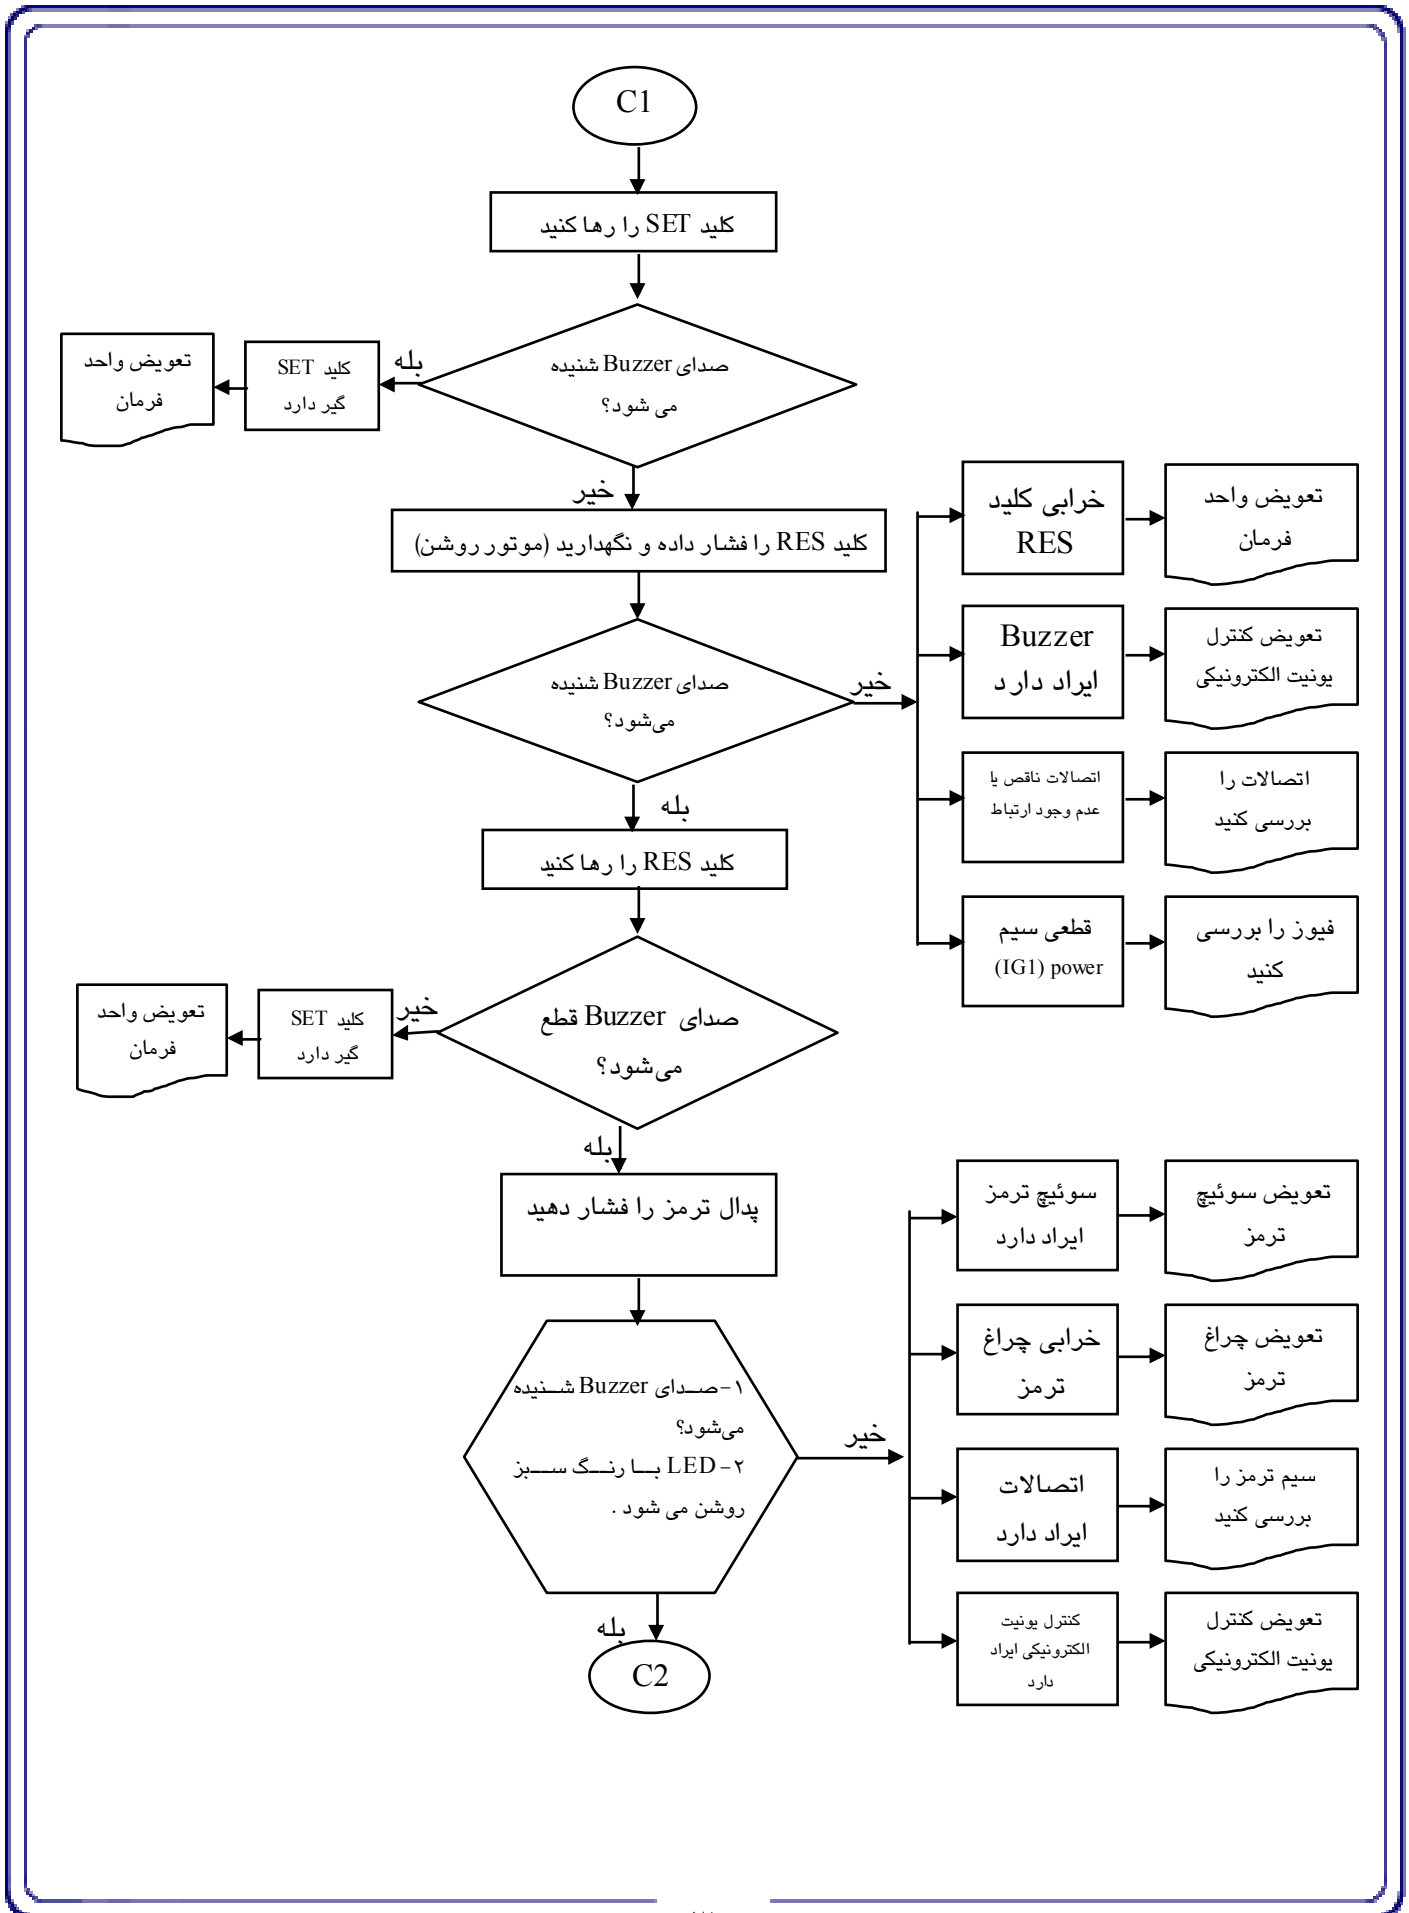 C1
کلید SET را رها کنید
صدای Buzzer شنیده
می شود؟
بله
کلید SET
گیر دارد
تعویض واحد
فرمان
خیر
کلید RES را فشار داده و نگهدارید (موتور روشن)
صدای Buzzer شنیده
می‌شود؟
خیر
خرابی کلید
RES
تعویض واحد
فرمان
Buzzer
ایراد دارد
تعویض کنترل
یونیت الکترونیکی
اتصالات ناقص یا
عدم وجود ارتباط
اتصالات را
بررسی کنید
قطعی سیم
(IG1) power
فیوز را بررسی
کنید
بله
کلید RES را رها کنید
صدای Buzzer قطع
می‌شود؟
خیر
کلید SET
گیر دارد
تعویض واحد
فرمان
بله
پدال ترمز را فشار دهید
۱-صدای Buzzer شنیده
می‌شود؟
۲-LED با رنگ سبز
روشن می شود .
خیر
سوئیچ ترمز
ایراد دارد
تعویض سوئیچ
ترمز
خرابی چراغ
ترمز
تعویض چراغ
ترمز
اتصالات
ایراد دارد
سیم ترمز را
بررسی کنید
کنترل یونیت
الکترونیکی ایراد
دارد
تعویض کنترل
یونیت الکترونیکی
بله
C2